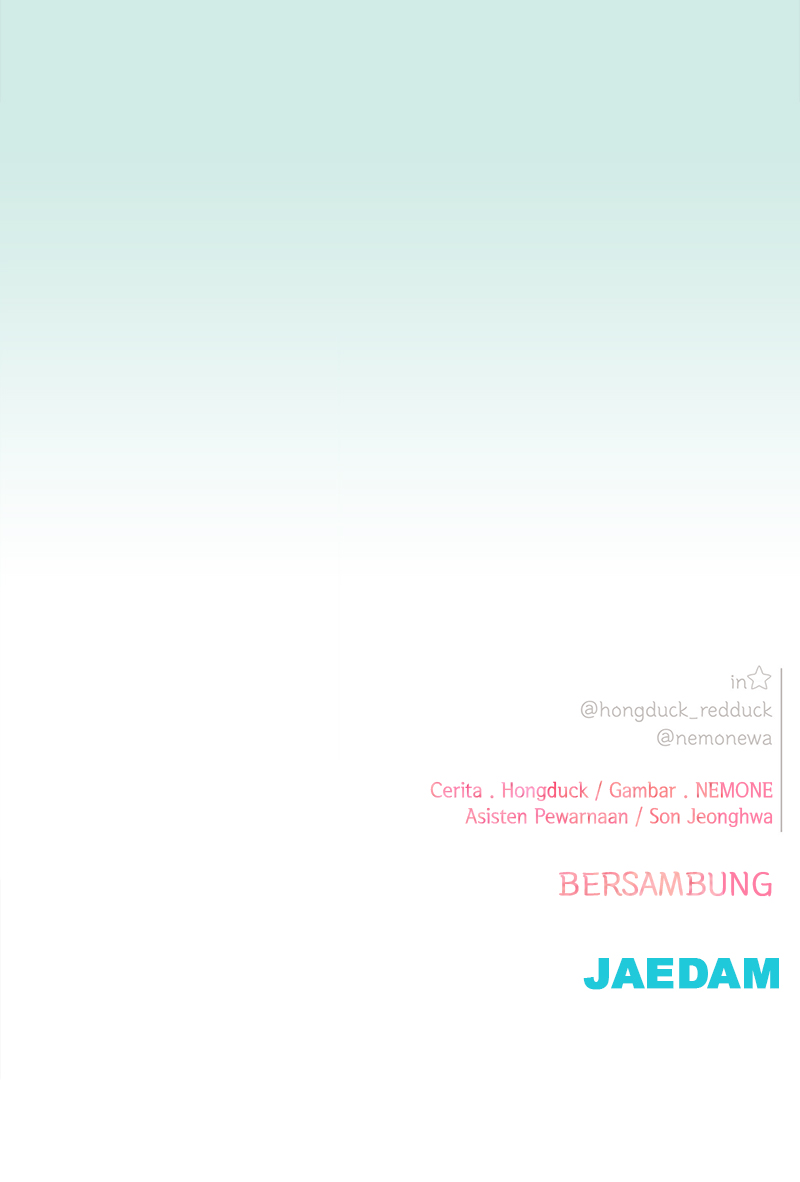 in☆
@hongduck_redduck
@nemonewa
Cerita . Hongduck / Gambar . NEMONE
Asisten Pewarnaan / Son Jeonghwa
BERSAMBUNG
JAEDAM